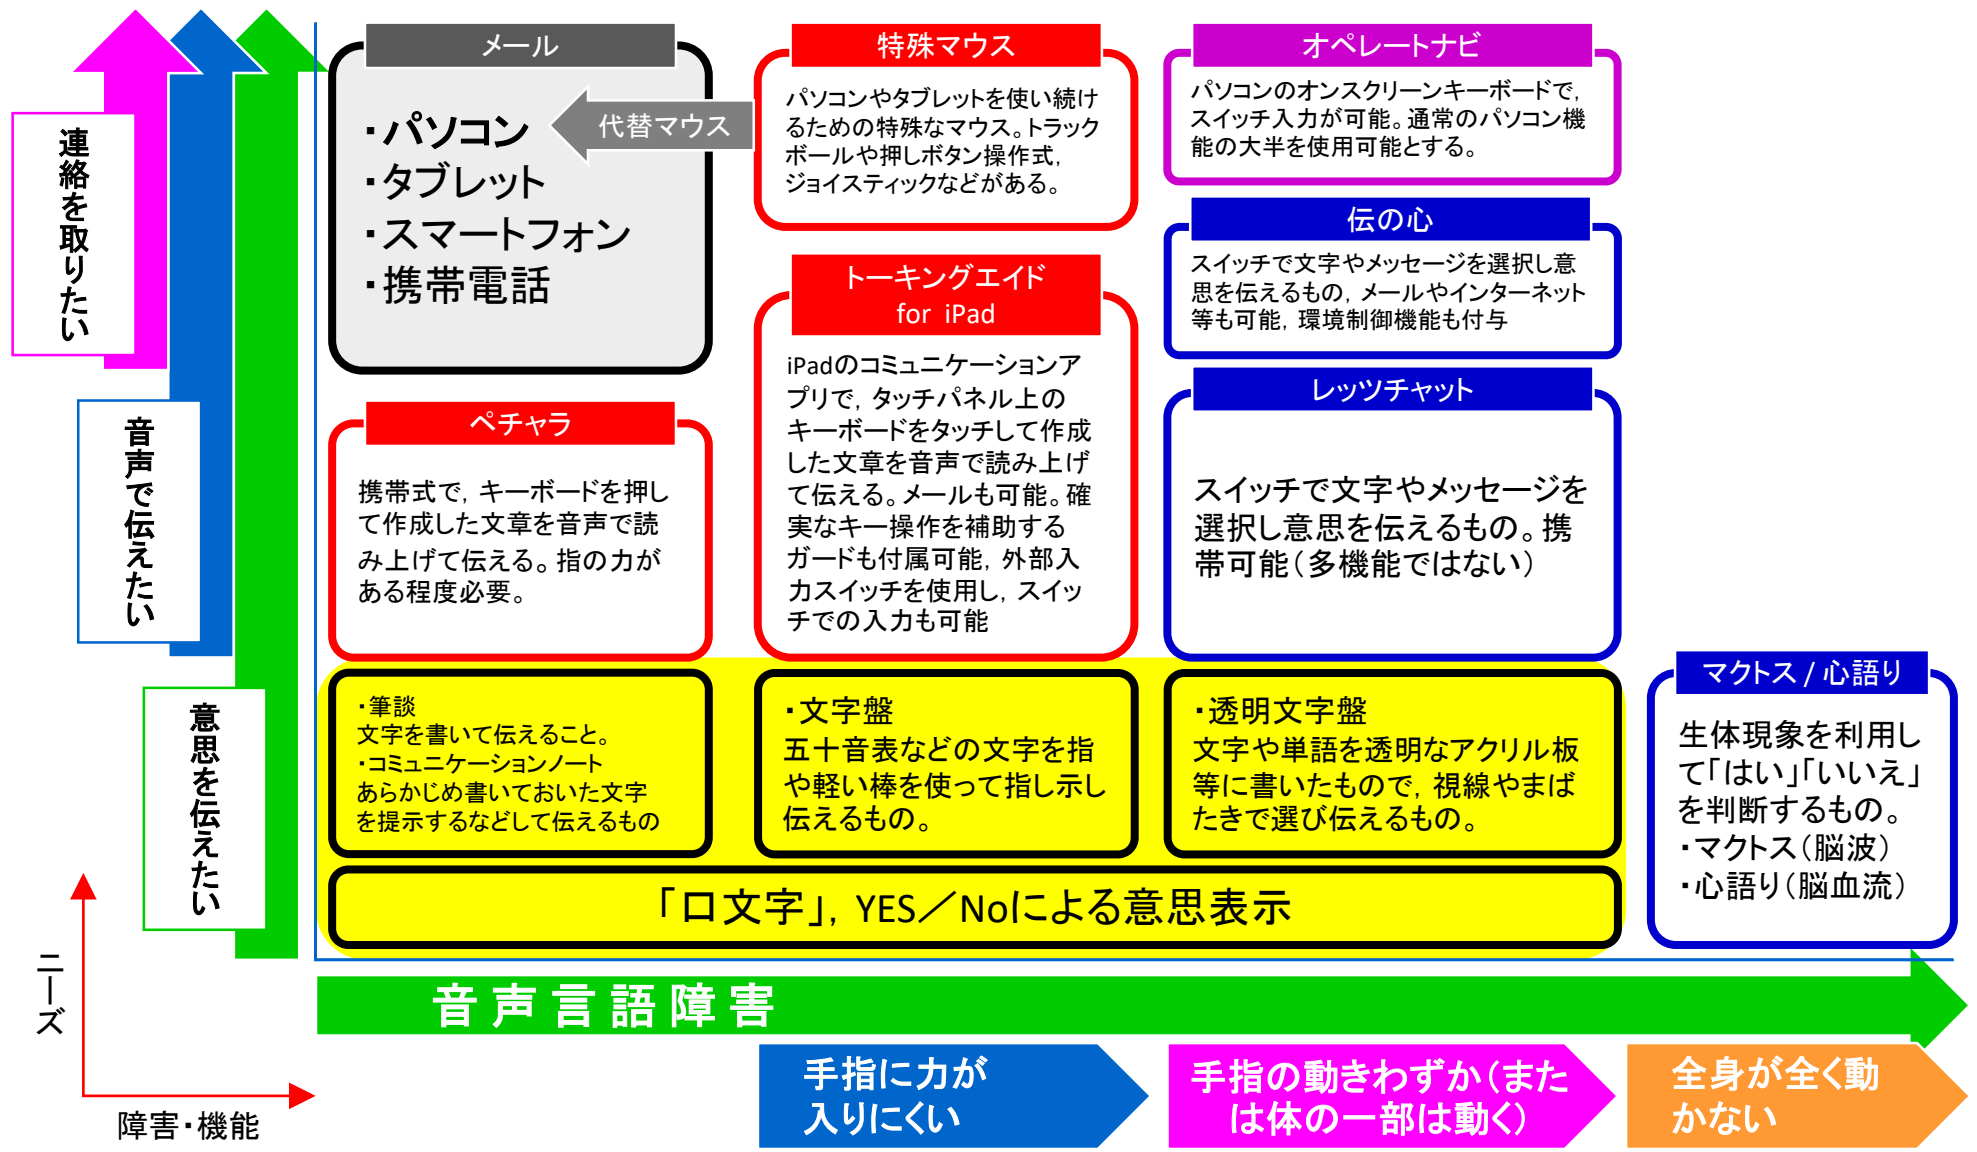 連絡を取りたい
音声で伝えたい
意思を伝えたい
ニーズ
障害・機能
メール
・パソコン
・タブレット
・スマートフォン
・携帯電話
代替マウス
特殊マウス
パソコンやタブレットを使い続け
るための特殊なマウス。トラック
ボールや押しボタン操作式,
ジョイスティックなどがある。
オペレートナビ
パソコンのオンスクリーンキーボードで,
スイッチ入力が可能。通常のパソコン機
能の大半を使用可能とする。
伝の心
スイッチで文字やメッセージを選択し意
思を伝えるもの, メールやインターネット
等も可能, 環境制御機能も付与
トーキングエイド
for iPad
iPadのコミュニケーションア
プリで, タッチパネル上の
キーボードをタッチして作成
した文章を音声で読み上げ
て伝える。メールも可能。確
実なキー操作を補助する
ガードも付属可能, 外部入
力スイッチを使用し, スイッ
チでの入力も可能
レッツチャット
スイッチで文字やメッセージを
選択し意思を伝えるもの。携
帯可能(多機能ではない)
ペチャラ
携帯式で, キーボードを押し
て作成した文章を音声で読
み上げて伝える。指の力が
ある程度必要。
・筆談
文字を書いて伝えること。
・コミュニケーションノート
あらかじめ書いておいた文字
を提示するなどして伝えるもの
・文字盤
五十音表などの文字を指
や軽い棒を使って指し示し
伝えるもの。
・透明文字盤
文字や単語を透明なアクリル板
等に書いたもので, 視線やまば
たきで選び伝えるもの。
マクトス / 心語り
生体現象を利用し
て「はい」「いいえ」
を判断するもの。
・マクトス(脳波)
・心語り(脳血流)
「口文字」, YES/Noによる意思表示
音声言語障害
手指に力が
入りにくい
手指の動きわずか(また
は体の一部は動く)
全身が全く動
かない